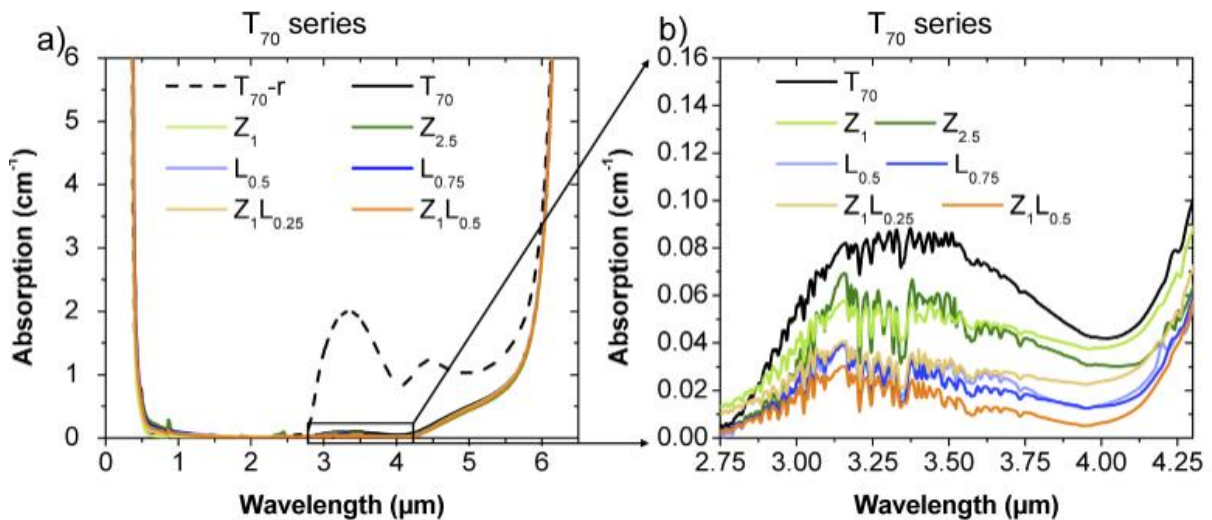 T70 series
a)
Absorption (cm-1)
6
5
4
3
2
1
0
T70-r
T70
Z1
Z2.5
L0.5
L0.75
Z1L0.25
Z1L0.5
0 1 2 3 4 5 6
Wavelength (µm)
T70 series
b)
Absorption (cm-1)
0.16
0.14
0.12
0.10
0.08
0.06
0.04
0.02
0.00
T70
Z1
Z2.5
L0.5
L0.75
Z1L0.25
Z1L0.5
2.75 3.00 3.25 3.50 3.75 4.00 4.25
Wavelength (µm)